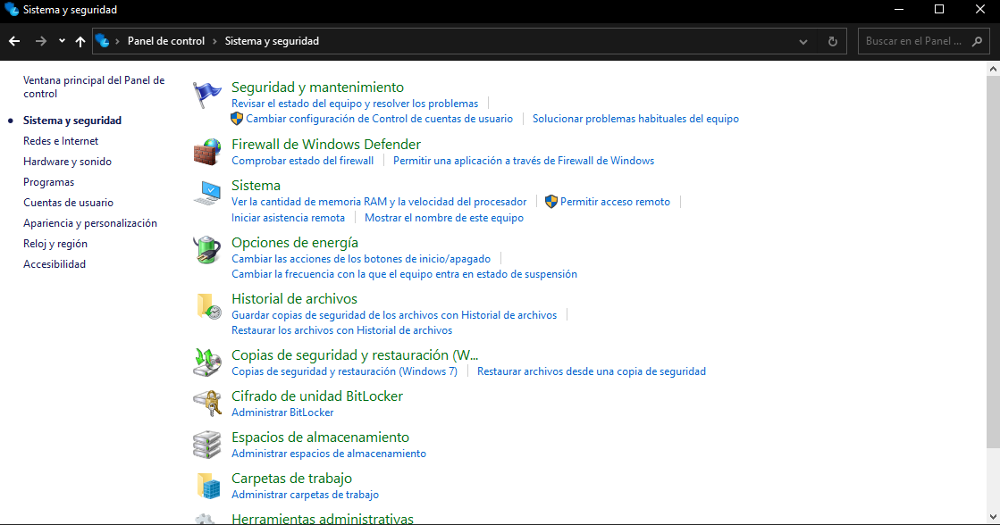 Sistema y seguridad
Panel de control > Sistema y seguridad
Buscar en el Panel ...
Ventana principal del Panel de
control
Sistema y seguridad
Redes e Internet
Hardware y sonido
Programas
Cuentas de usuario
Apariencia y personalización
Reloj y región
Accesibilidad
Seguridad y mantenimiento
Revisar el estado del equipo y resolver los problemas
Cambiar configuración de Control de cuentas de usuario | Solucionar problemas habituales del equipo
Firewall de Windows Defender
Comprobar estado del firewall | Permitir una aplicación a través de Firewall de Windows
Sistema
Ver la cantidad de memoria RAM y la velocidad del procesador | Permitir acceso remoto
Iniciar asistencia remota | Mostrar el nombre de este equipo
Opciones de energía
Cambiar las acciones de los botones de inicio/apagado
Cambiar la frecuencia con la que el equipo entra en estado de suspensión
Historial de archivos
Guardar copias de seguridad de los archivos con Historial de archivos
Restaurar los archivos con Historial de archivos
Copias de seguridad y restauración (W...
Copias de seguridad y restauración (Windows 7) | Restaurar archivos desde una copia de seguridad
Cifrado de unidad BitLocker
Administrar BitLocker
Espacios de almacenamiento
Administrar espacios de almacenamiento
Carpetas de trabajo
Administrar carpetas de trabajo
Herramientas administrativas